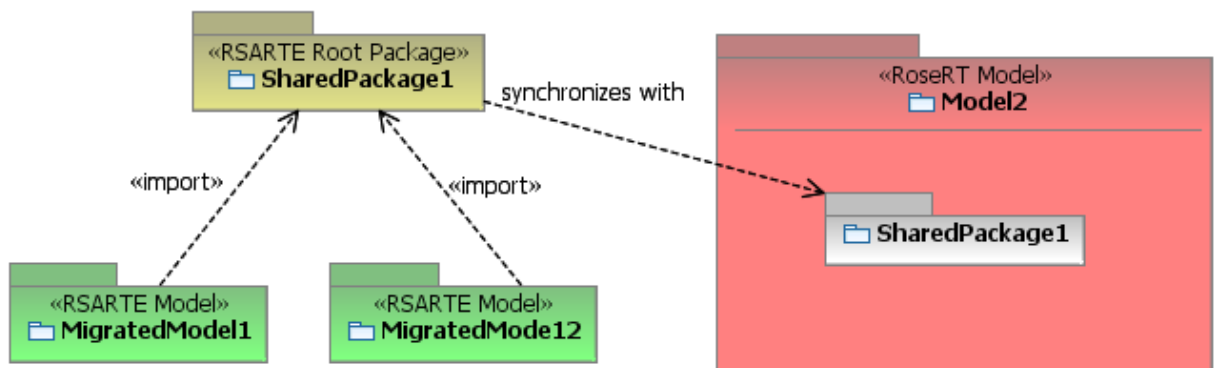 «RSARTE Root Package»
SharedPackage1
«RoseRT Model»
Model2
synchronizes with
«import»
«import»
SharedPackage1
«RSARTE Model»
MigratedModel1
«RSARTE Model»
MigratedMode12